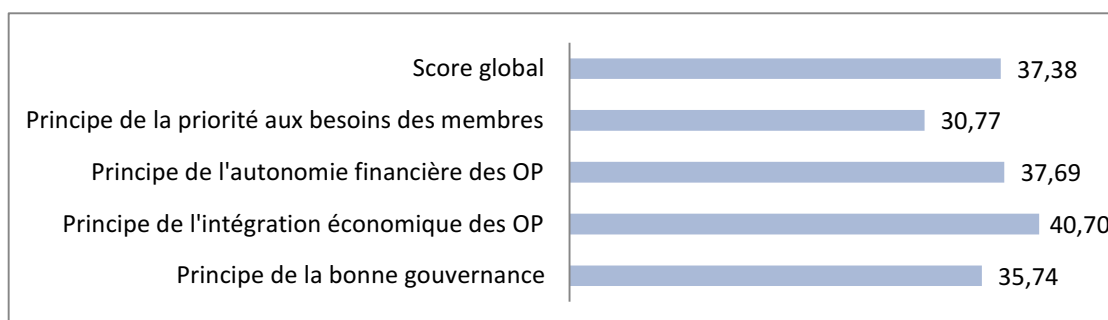 Score global 37,38
Principe de la priorité aux besoins des membres 30,77
Principe de l'autonomie financière des OP 37,69
Principe de l'intégration économique des OP 40,70
Principe de la bonne gouvernance 35,74